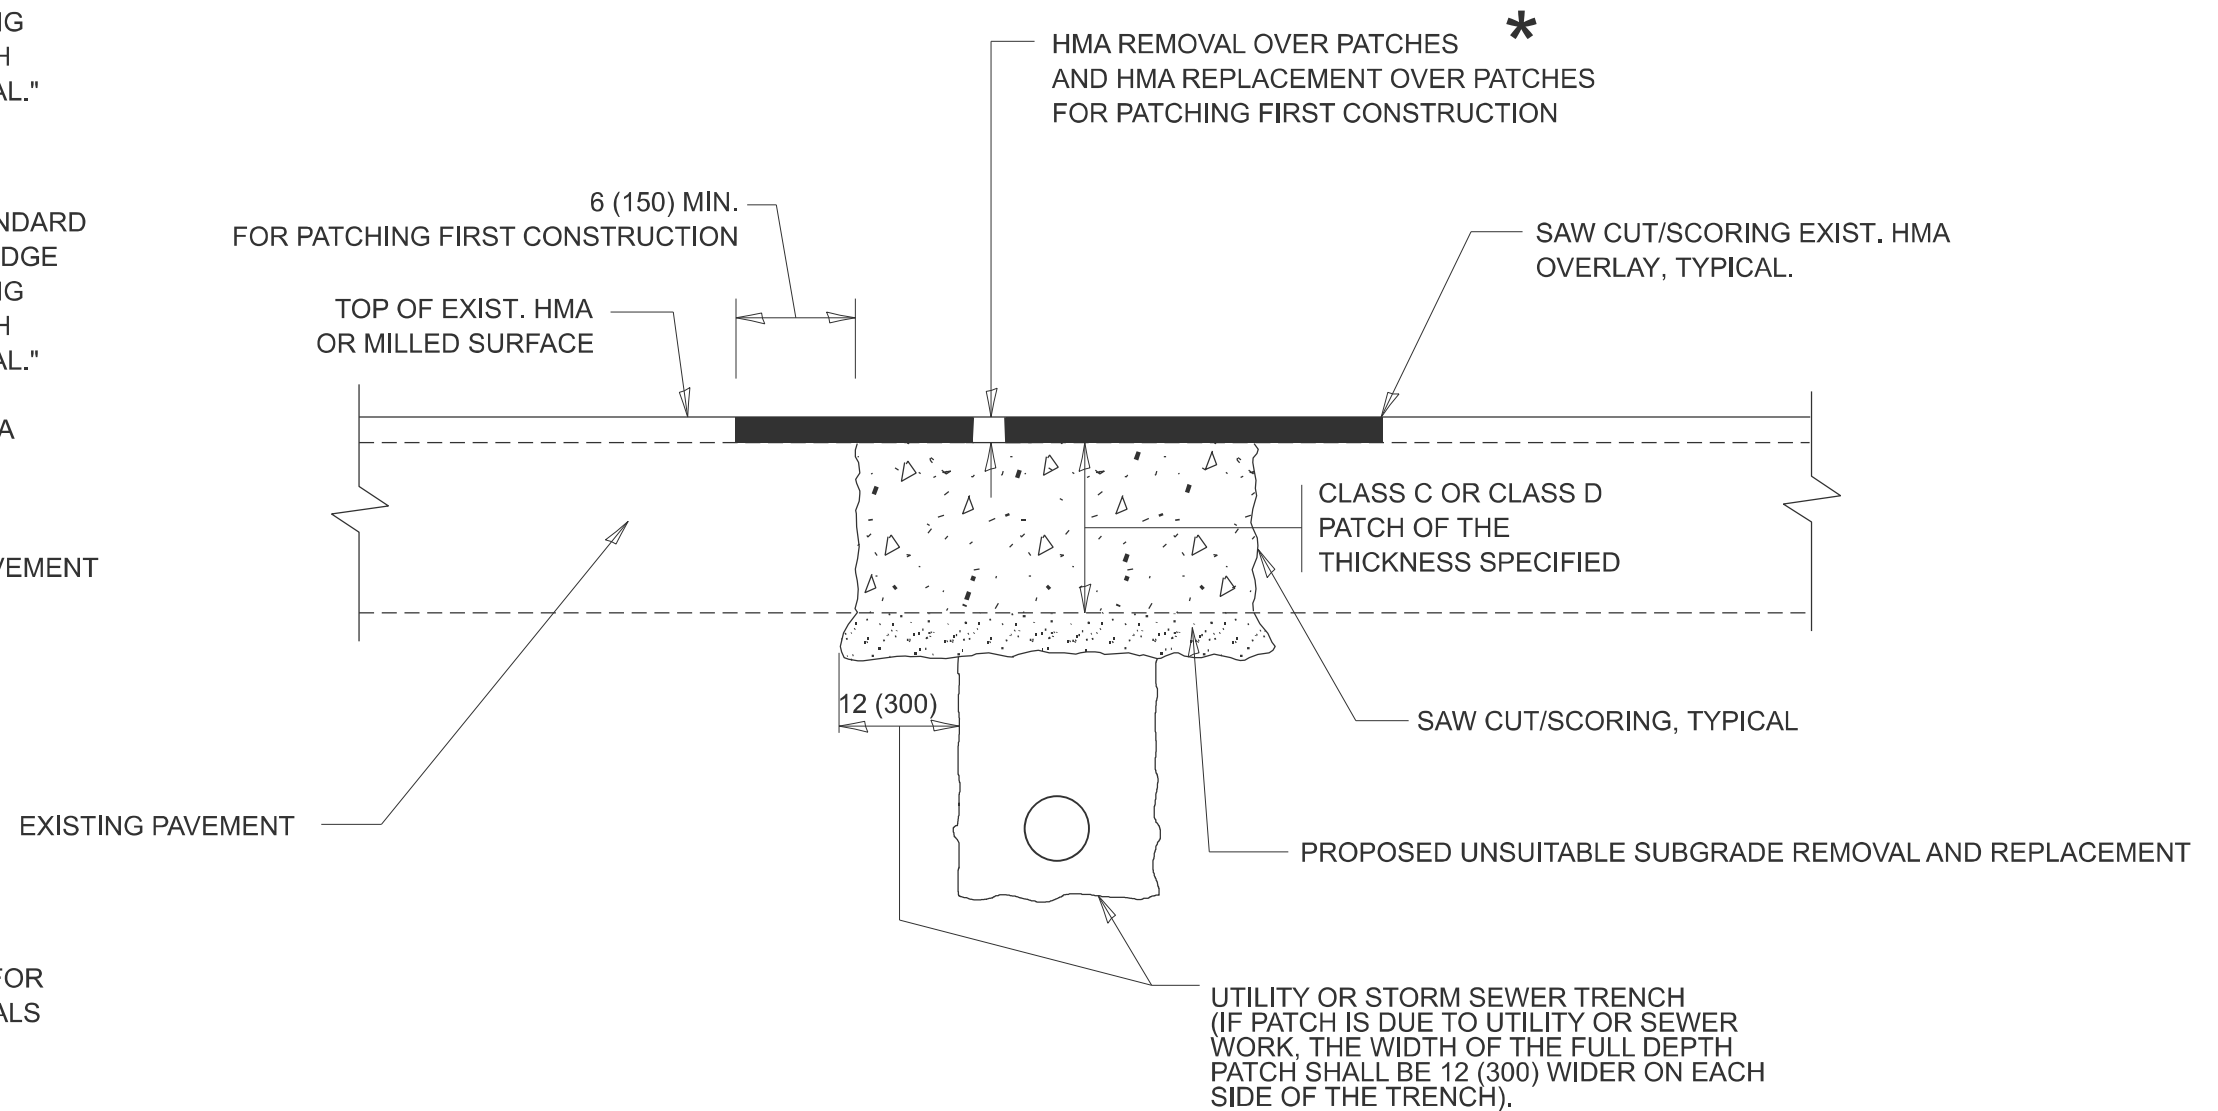 NG
H
AL."
HMA REMOVAL OVER PATCHES *
AND HMA REPLACEMENT OVER PATCHES
FOR PATCHING FIRST CONSTRUCTION
6 (150) MIN.
FOR PATCHING FIRST CONSTRUCTION
NDARD
EDGE
NG
H
AL."
SAW CUT/SCORING EXIST. HMA
OVERLAY, TYPICAL.
TOP OF EXIST. HMA
OR MILLED SURFACE
A
CLASS C OR CLASS D
PATCH OF THE
THICKNESS SPECIFIED
VEMENT
12 (300)
SAW CUT/SCORING, TYPICAL
EXISTING PAVEMENT
PROPOSED UNSUITABLE SUBGRADE REMOVAL AND REPLACEMENT
FOR
ALS
UTILITY OR STORM SEWER TRENCH
(IF PATCH IS DUE TO UTILITY OR SEWER
WORK, THE WIDTH OF THE FULL DEPTH
PATCH SHALL BE 12 (300) WIDER ON EACH
SIDE OF THE TRENCH).